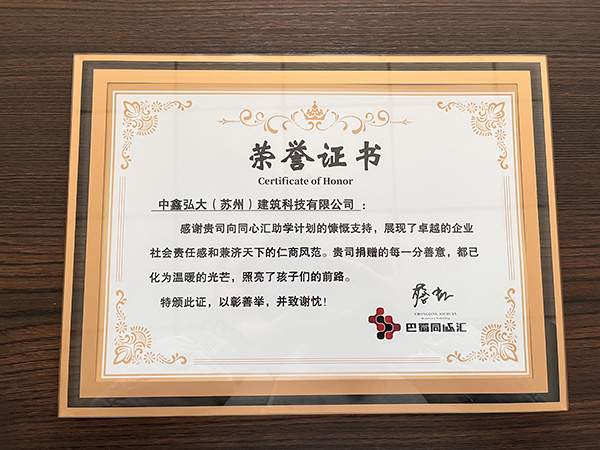 荣誉证书
Certificate of Honor
中鑫弘大（苏州）建筑科技有限公司：
感谢贵司向同心汇助学计划的慷慨支持，展现了卓越的企业
社会责任感和兼济天下的仁商风范。贵司捐赠的每一分善意，都已
化为温暖的光芒，照亮了孩子们的前路。
特颁此证，以彰善举，并致谢忱！
CHONGQING SICHUAN
巴蜀同心汇